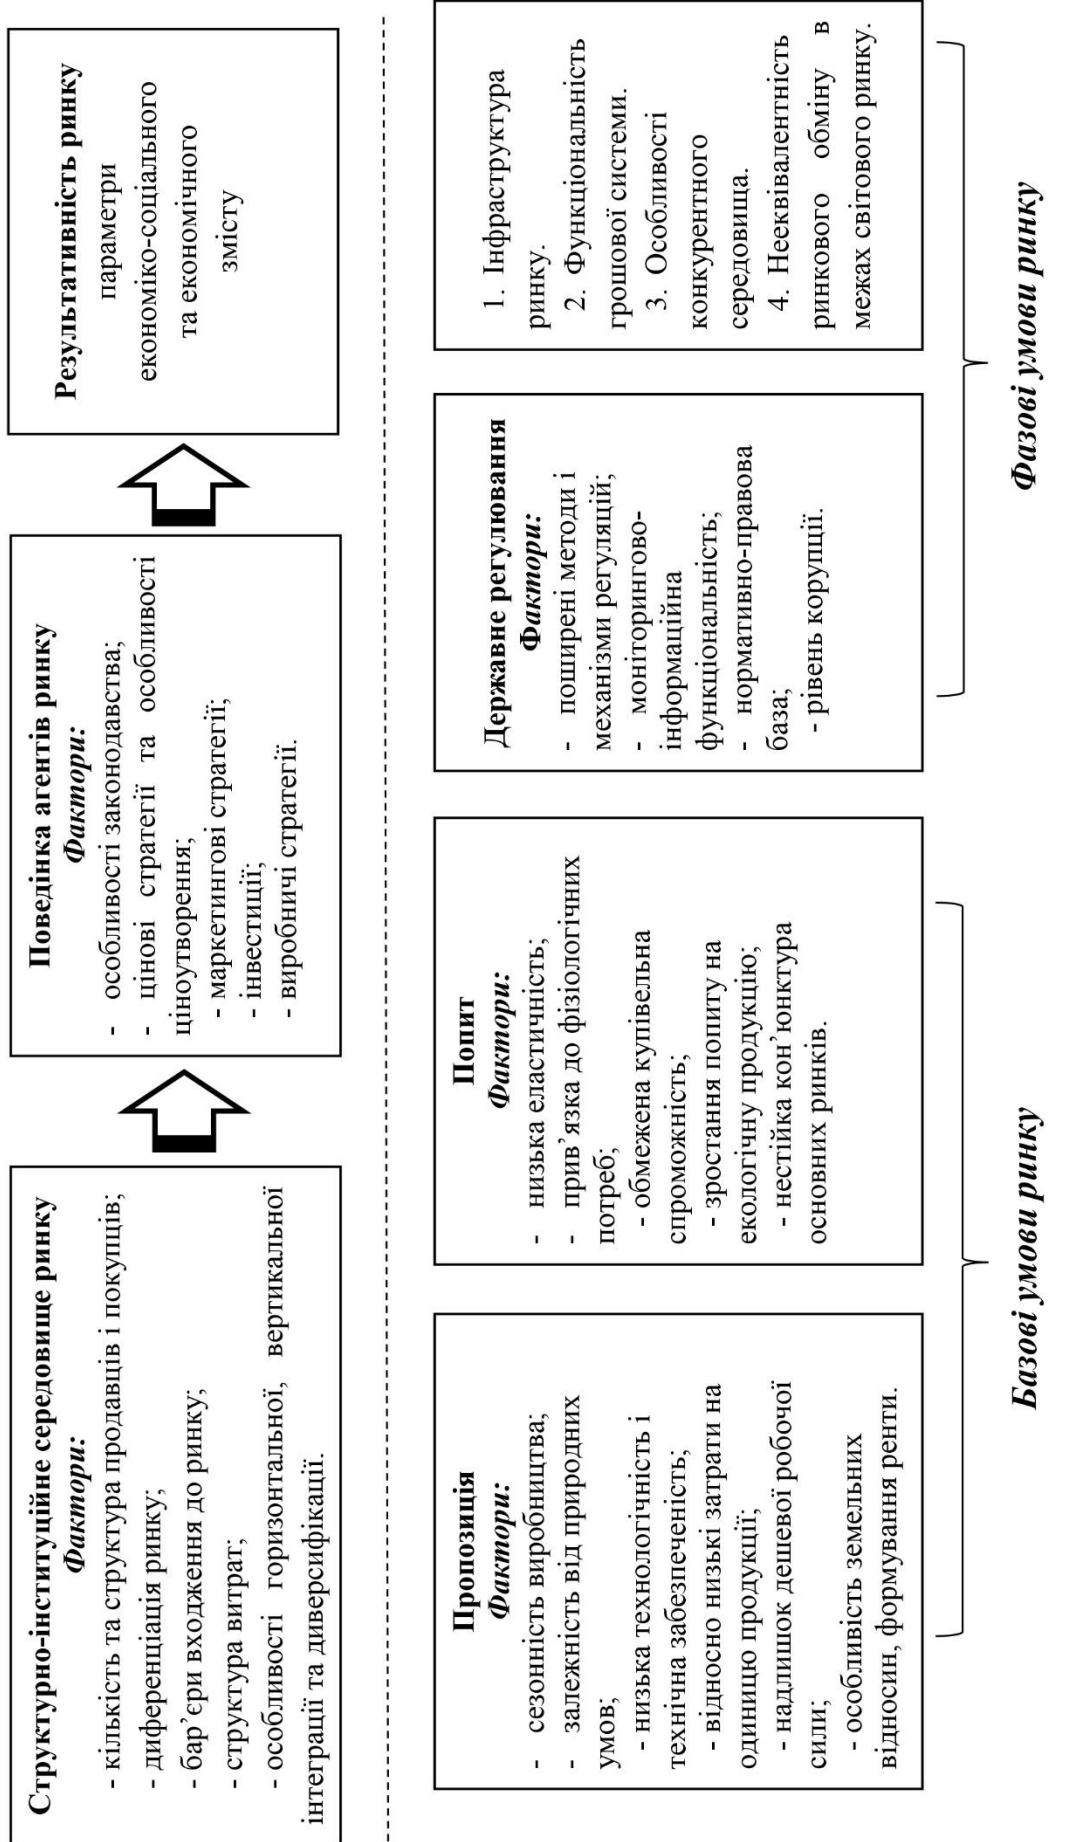 Структурно-інституційне середовище ринку
Фактори:
- кількість та структура продавців і покупців;
- диференціація ринку;
- бар’єри входження до ринку;
- структура витрат;
- особливості горизонтальної, вертикальної
інтеграції та диверсифікації.
Поведінка агентів ринку
Фактори:
- особливості законодавства;
- цінові стратегії та особливості
ціноутворення;
- маркетингові стратегії;
- інвестиції;
- виробничі стратегії.
Результативність ринку
параметри
економіко-соціального
та економічного
змісту
Пропозиція
Фактори:
- сезонність виробництва;
- залежність від природних
умов;
- низька технологічність і
технічна забезпеченість;
- відносно низькі затрати на
одиницю продукції;
- надлишок дешевої робочої
сили;
- особливість земельних
відносин, формування ренти.
Попит
Фактори:
- низька еластичність;
- прив’язка до фізіологічних
потреб;
- обмежена купівельна
спроможність;
- зростання попиту на
екологічну продукцію;
- нестійка кон’юнктура
основних ринків.
Державне регулювання
Фактори:
- поширені методи і
механізми регуляцій;
- моніторингово-
інформаційна
функціональність;
- нормативно-правова
база;
- рівень корупції.
1. Інфраструктура
ринку.
2. Функціональність
грошової системи.
3. Особливості
конкурентного
середовища.
4. Нееквівалентність
ринкового обміну в
межах світового ринку.
Базові умови ринку
Фазові умови ринку